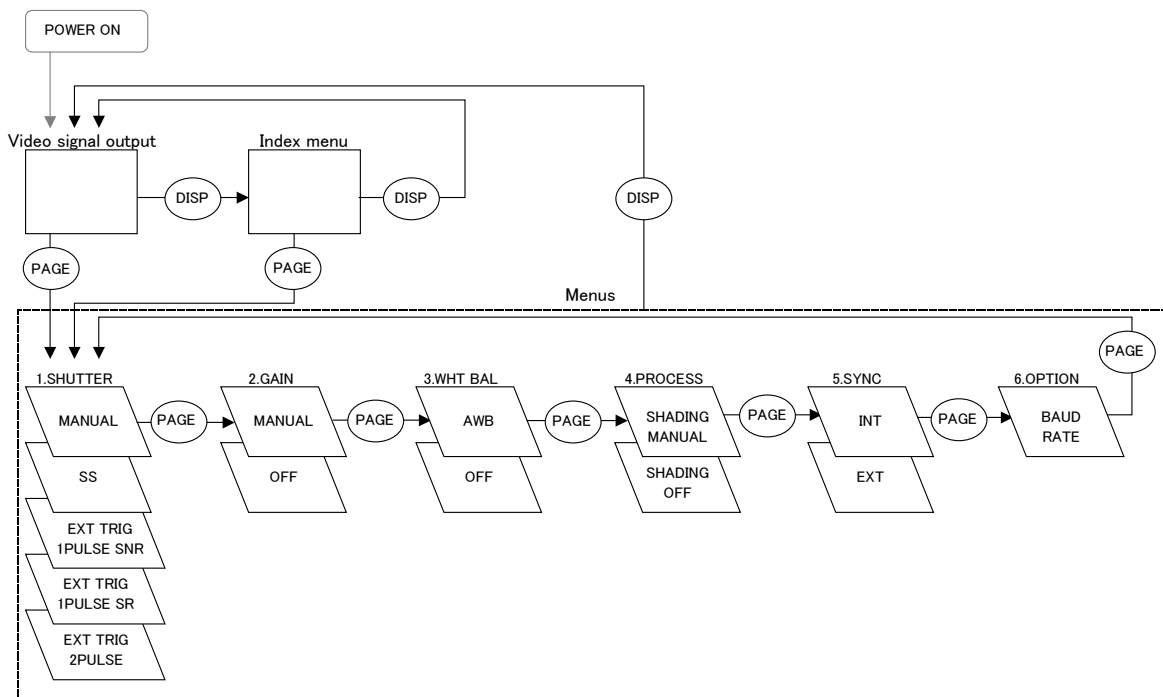 POWER ON
Video signal output
Index menu
DISP
DISP
DISP
PAGE
PAGE
Menus
PAGE
1.SHUTTER
2.GAIN
3.WHT BAL
4.PROCESS
5.SYNC
6.OPTION
MANUAL
PAGE
MANUAL
PAGE
AWB
PAGE
SHADING
MANUAL
PAGE
INT
PAGE
BAUD
RATE
SS
OFF
OFF
SHADING
OFF
EXT
EXT TRIG
1PULSE SNR
EXT TRIG
1PULSE SR
EXT TRIG
2PULSE